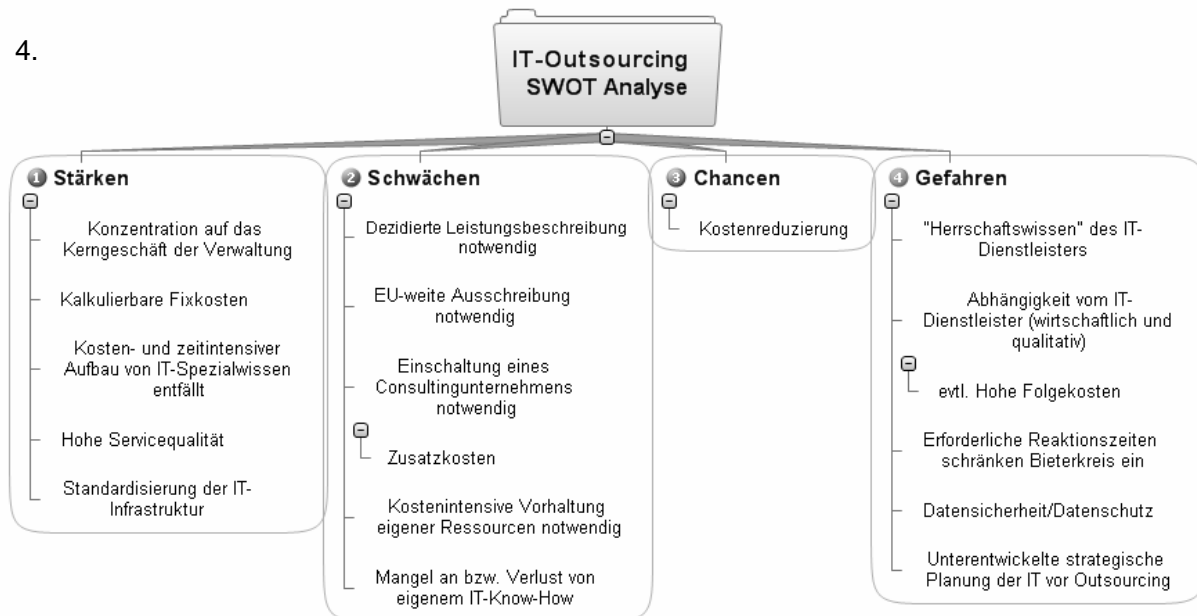 4.
IT-Outsourcing
SWOT Analyse
1 Stärken
Konzentration auf das
Kerngeschäft der Verwaltung
Kalkulierbare Fixkosten
Kosten- und zeitintensiver
Aufbau von IT-Spezialwissen
entfällt
Hohe Servicequalität
Standardisierung der IT-
Infrastruktur
2 Schwächen
Dezidierte Leistungsbeschreibung
notwendig
EU-weite Ausschreibung
notwendig
Einschaltung eines
Consultingunternehmens
notwendig
Zusatzkosten
Kostenintensive Vorhaltung
eigener Ressourcen notwendig
Mangel an bzw. Verlust von
eigenem IT-Know-How
3 Chancen
Kostenreduzierung
4 Gefahren
"Herrschaftswissen" des IT-
Dienstleisters
Abhängigkeit vom IT-
Dienstleister (wirtschaftlich und
qualitativ)
evtl. Hohe Folgekosten
Erforderliche Reaktionszeiten
schränken Bieterkreis ein
Datensicherheit/Datenschutz
Unterentwickelte strategische
Planung der IT vor Outsourcing